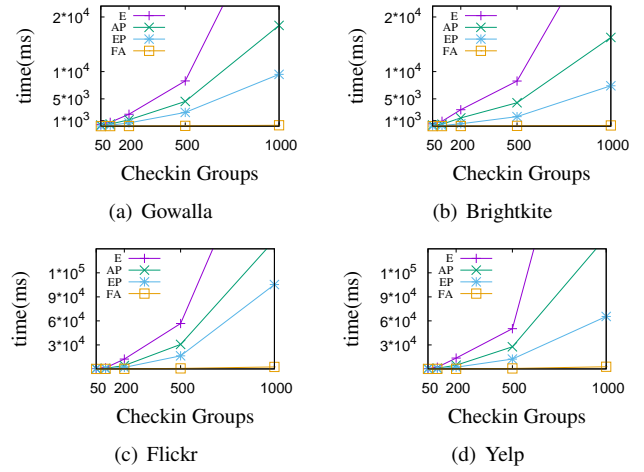 2*10^4
1*10^4
5*10^3
1*10^3
time(ms)
E
AP
EP
FA
50 200 500 1000
Checkin Groups
(a) Gowalla
2*10^4
1*10^4
5*10^3
1*10^3
time(ms)
E
AP
EP
FA
50 200 500 1000
Checkin Groups
(b) Brightkite
1*10^5
9*10^4
6*10^4
3*10^4
time(ms)
E
AP
EP
FA
50 200 500 1000
Checkin Groups
(c) Flickr
1*10^5
9*10^4
6*10^4
3*10^4
time(ms)
E
AP
EP
FA
50 200 500 1000
Checkin Groups
(d) Yelp